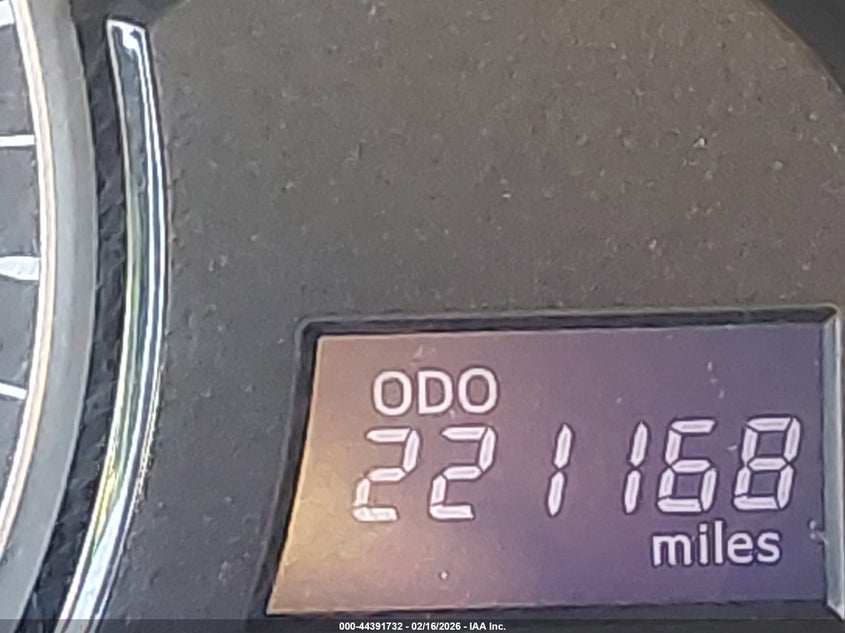 ODO
221168
miles
000-44391732 - 02/16/2026 - IAA Inc.